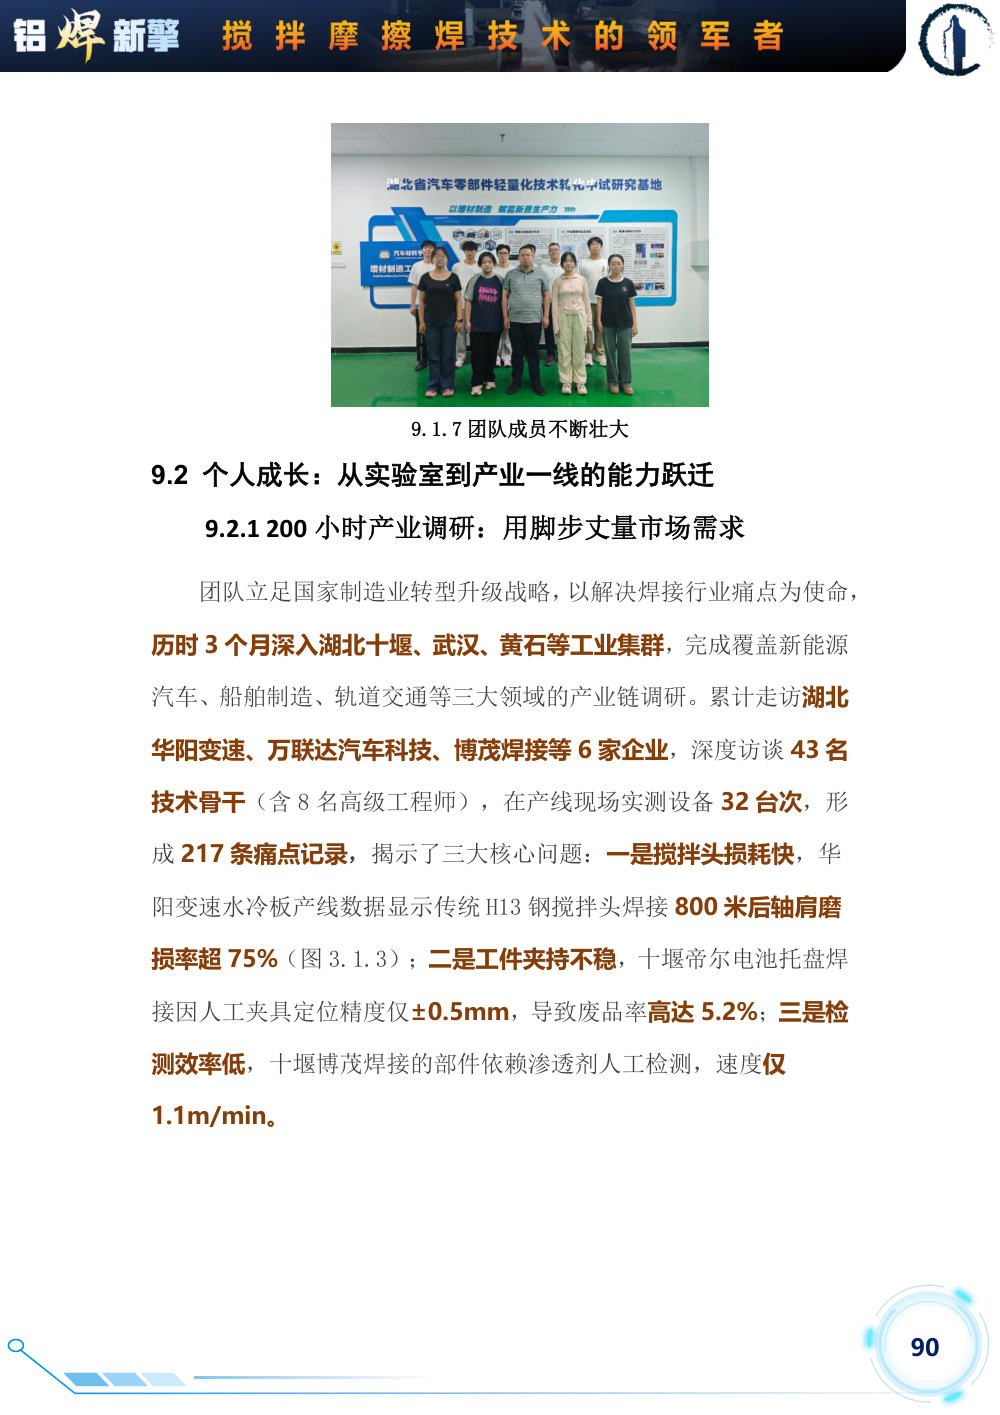 铝焊新擎 搅拌摩擦焊技术的领军者
湖北省汽车零部件轻量化技术转化中试研究基地
以增材制造 赋能新质生产力
9.1.7 团队成员不断壮大
9.2 个人成长：从实验室到产业一线的能力跃迁
9.2.1 200 小时产业调研：用脚步丈量市场需求
团队立足国家制造业转型升级战略，以解决焊接行业痛点为使命，
历时 3 个月深入湖北十堰、武汉、黄石等工业集群，完成覆盖新能源
汽车、船舶制造、轨道交通等三大领域的产业链调研。累计走访湖北
华阳变速、万联达汽车科技、博茂焊接等 6 家企业，深度访谈 43 名
技术骨干（含 8 名高级工程师），在产线现场实测设备 32 台次，形
成 217 条痛点记录，揭示了三大核心问题：一是搅拌头损耗快，华
阳变速水冷板产线数据显示传统 H13 钢搅拌头焊接 800 米后轴肩磨
损率超 75%（图 3.1.3）；二是工件夹持不稳，十堰帝尔电池托盘焊
接因人工夹具定位精度仅±0.5mm，导致废品率高达 5.2%；三是检
测效率低，十堰博茂焊接的部件依赖渗透剂人工检测，速度仅
1.1m/min。
90